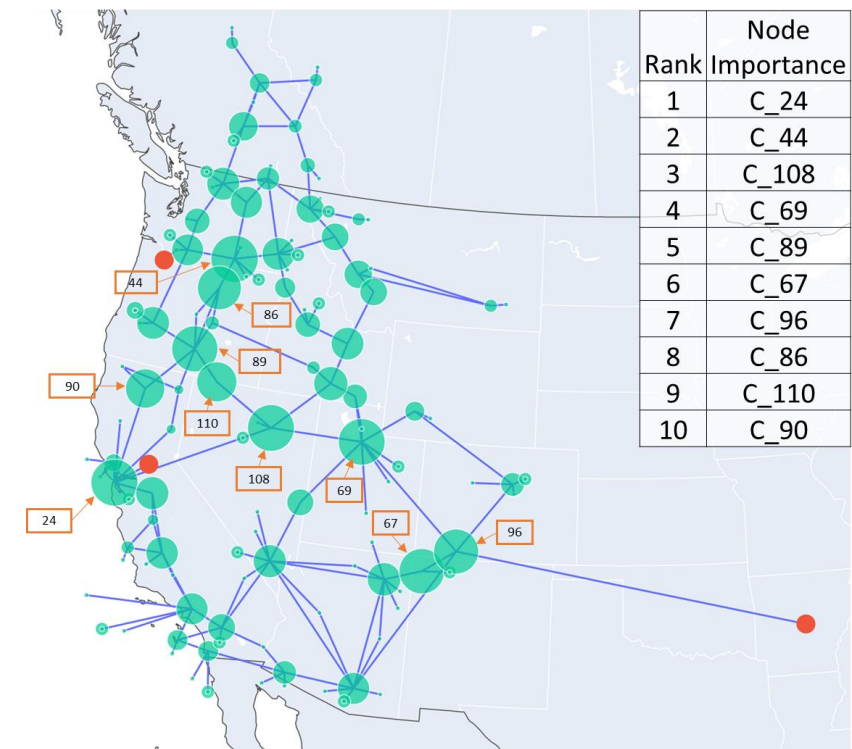 Node
Rank Importance
1 C_24
2 C_44
3 C_108
4 C_69
5 C_89
6 C_67
7 C_96
8 C_86
9 C_110
10 C_90
44
86
89
90
110
108
69
67
96
24